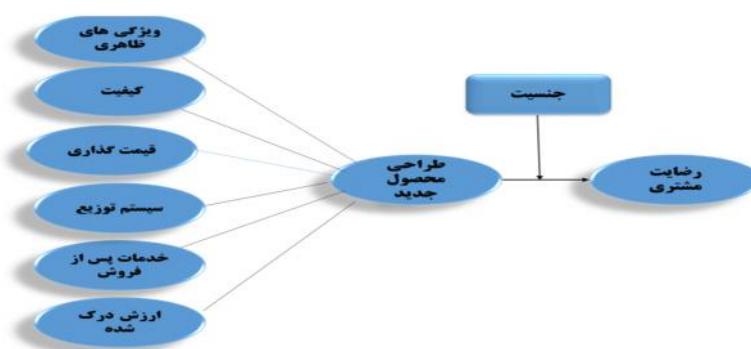 ویژگی های
ظاهری
کیفیت
قیمت گذاری
سیستم توزیع
خدمات پس از
فروش
ارزش درک
شده
طراحی
محصول
جدید
جنسیت
رضایت
مشتری